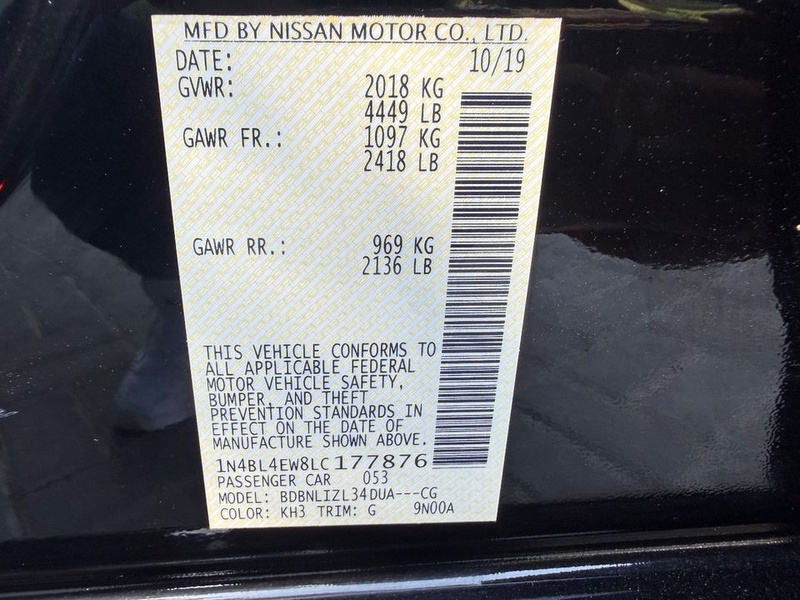 MFD BY NISSAN MOTOR CO., LTD.
DATE: 10/19
GVWR: 2018 KG
4449 LB
GAWR FR.: 1097 KG
2418 LB
GAWR RR.: 969 KG
2136 LB
THIS VEHICLE CONFORMS TO
ALL APPLICABLE FEDERAL
MOTOR VEHICLE SAFETY,
BUMPER, AND THEFT
PREVENTION STANDARDS IN
EFFECT ON THE DATE OF
MANUFACTURE SHOWN ABOVE.
1N4BL4EW8LC177876
PASSENGER CAR 053
MODEL: BDBNLIZL34DUA---CG
COLOR: KH3 TRIM: G 9N00A